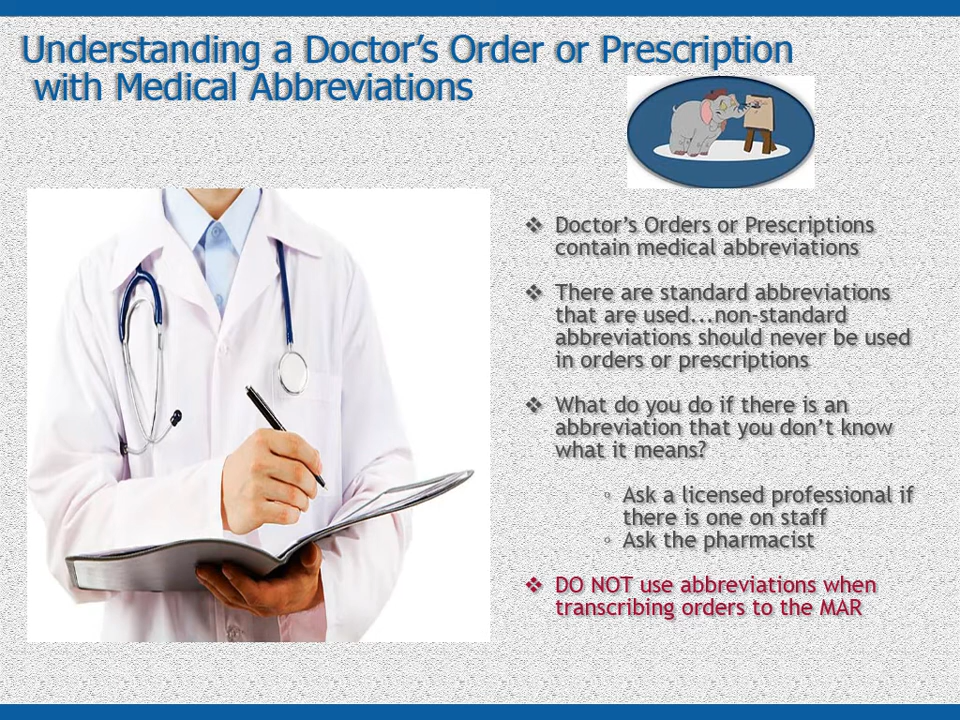 Understanding a Doctor’s Order or Prescription
with Medical Abbreviations
❖ Doctor’s Orders or Prescriptions
contain medical abbreviations
❖ There are standard abbreviations
that are used...non-standard
abbreviations should never be used
in orders or prescriptions
❖ What do you do if there is an
abbreviation that you don’t know
what it means?
◦ Ask a licensed professional if
there is one on staff
◦ Ask the pharmacist
❖ DO NOT use abbreviations when
transcribing orders to the MAR